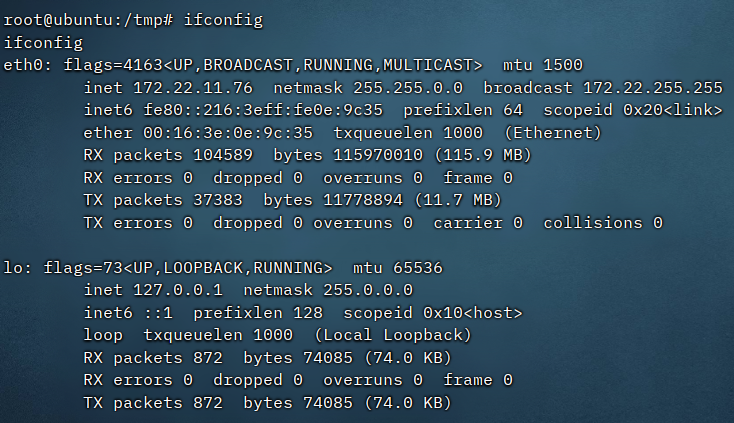 root@ubuntu:/tmp# ifconfig
ifconfig
eth0: flags=4163<UP,BROADCAST,RUNNING,MULTICAST>  mtu 1500
        inet 172.22.11.76  netmask 255.255.0.0  broadcast 172.22.255.255
        inet6 fe80::216:3eff:fe0e:9c35  prefixlen 64  scopeid 0x20<link>
        ether 00:16:3e:0e:9c:35  txqueuelen 1000  (Ethernet)
        RX packets 104589  bytes 115970010 (115.9 MB)
        RX errors 0  dropped 0  overruns 0  frame 0
        TX packets 37383  bytes 11778894 (11.7 MB)
        TX errors 0  dropped 0 overruns 0  carrier 0  collisions 0

lo: flags=73<UP,LOOPBACK,RUNNING>  mtu 65536
        inet 127.0.0.1  netmask 255.0.0.0
        inet6 ::1  prefixlen 128  scopeid 0x10<host>
        loop  txqueuelen 1000  (Local Loopback)
        RX packets 872  bytes 74085 (74.0 KB)
        RX errors 0  dropped 0  overruns 0  frame 0
        TX packets 872  bytes 74085 (74.0 KB)